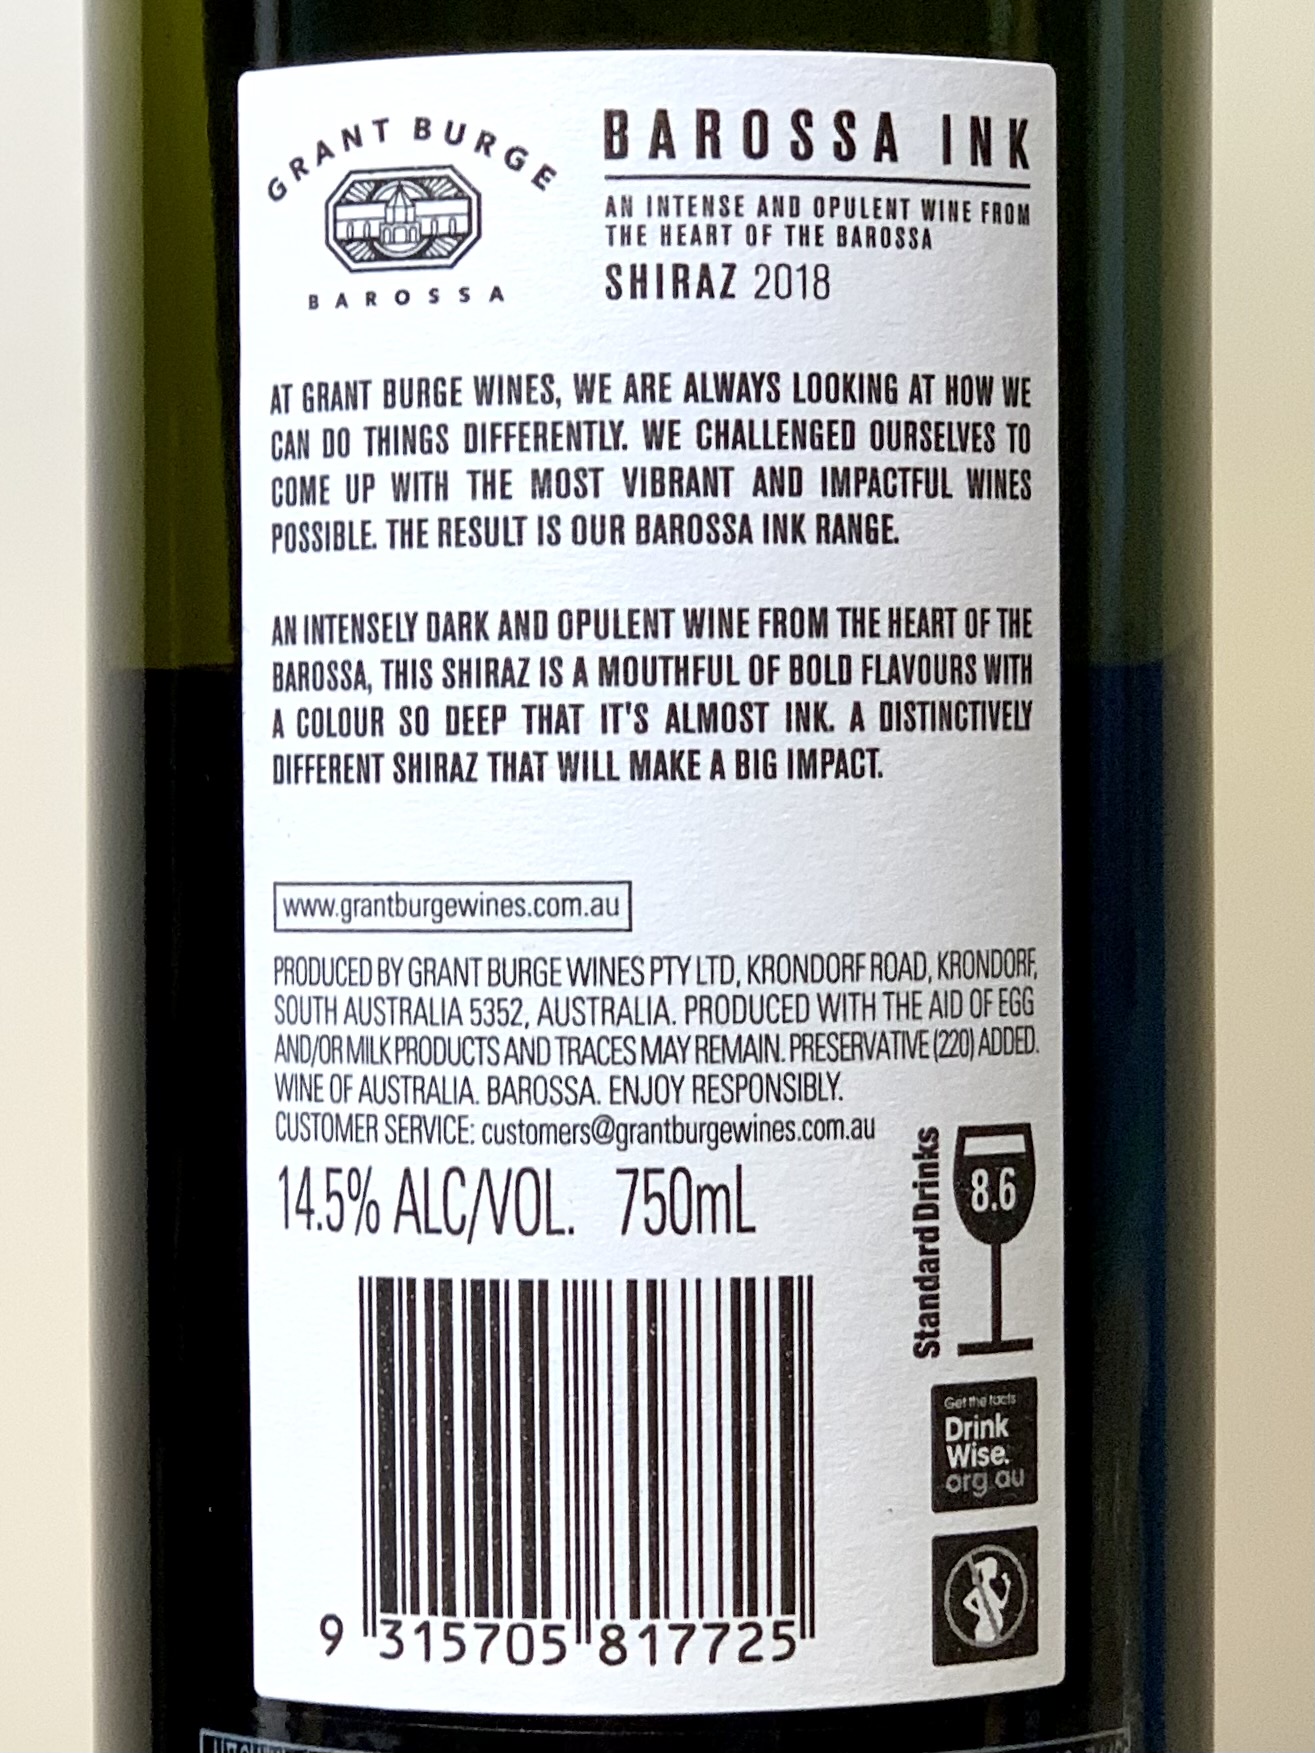 GRANT BURGE
BAROSSA
BAROSSA INK
AN INTENSE AND OPULENT WINE FROM
THE HEART OF THE BAROSSA
SHIRAZ 2018
AT GRANT BURGE WINES, WE ARE ALWAYS LOOKING AT HOW WE
CAN DO THINGS DIFFERENTLY. WE CHALLENGED OURSELVES TO
COME UP WITH THE MOST VIBRANT AND IMPACTFUL WINES
POSSIBLE. THE RESULT IS OUR BAROSSA INK RANGE.
AN INTENSELY DARK AND OPULENT WINE FROM THE HEART OF THE
BAROSSA, THIS SHIRAZ IS A MOUTHFUL OF BOLD FLAVOURS WITH
A COLOUR SO DEEP THAT IT'S ALMOST INK. A DISTINCTIVELY
DIFFERENT SHIRAZ THAT WILL MAKE A BIG IMPACT.
www.grantburgewines.com.au
PRODUCED BY GRANT BURGE WINES PTY LTD, KRONDORF ROAD, KRONDORF,
SOUTH AUSTRALIA 5352, AUSTRALIA. PRODUCED WITH THE AID OF EGG
AND/OR MILK PRODUCTS AND TRACES MAY REMAIN. PRESERVATIVE (220) ADDED.
WINE OF AUSTRALIA. BAROSSA. ENJOY RESPONSIBLY.
CUSTOMER SERVICE: customers@grantburgewines.com.au
14.5% ALC/VOL. 750mL
Standard Drinks
8.6
Get the facts
Drink
Wise.
org.au
9 315705 817725